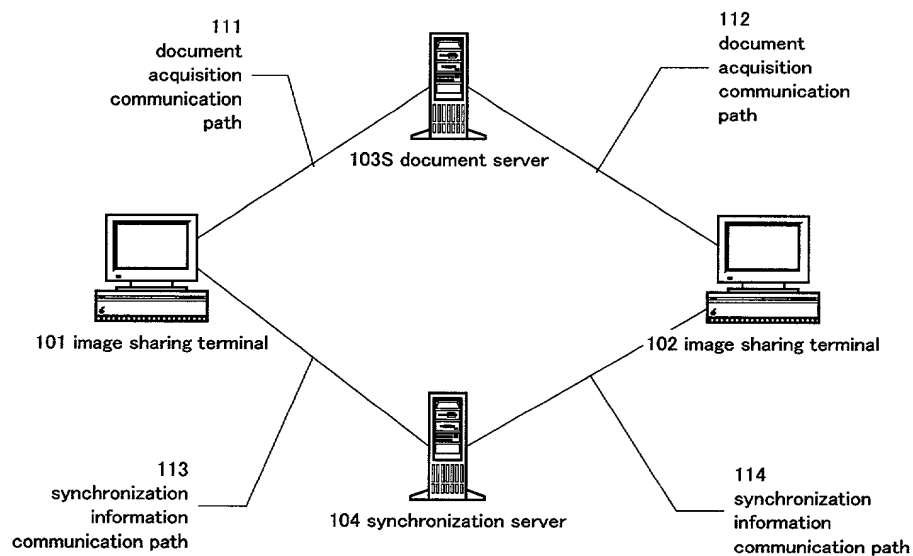 111
document
acquisition
communication
path
112
document
acquisition
communication
path
103S document server
101 image sharing terminal
102 image sharing terminal
113
synchronization
information
communication path
104 synchronization server
114
synchronization
information
communication path